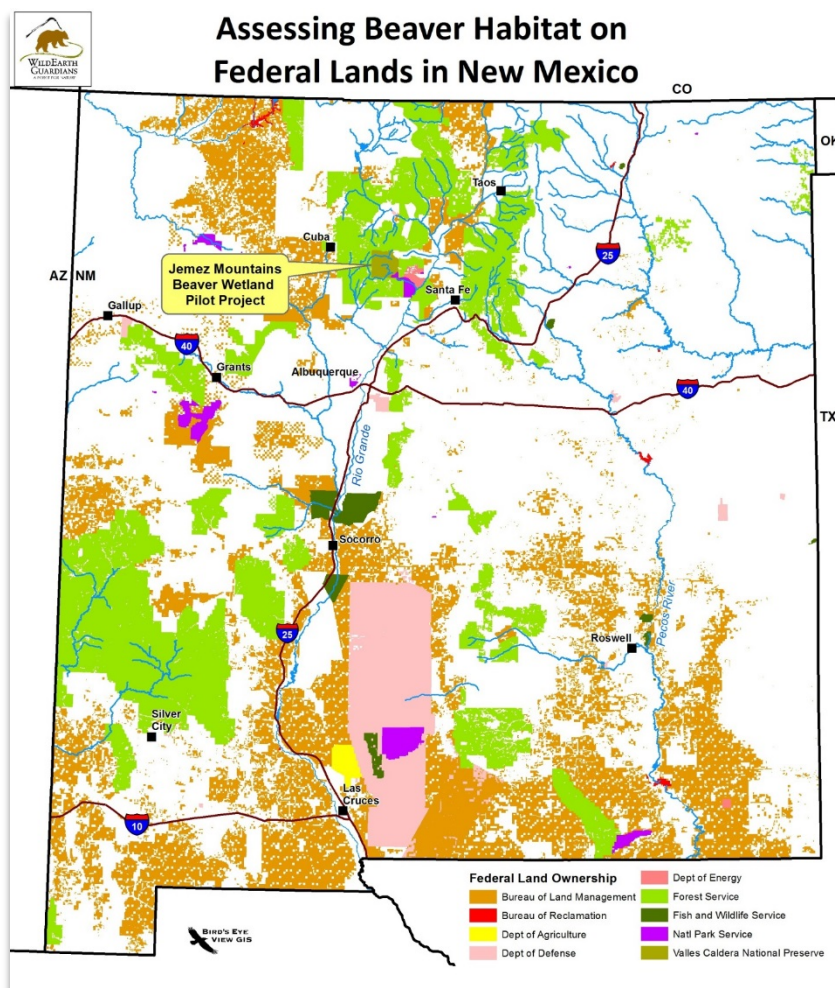 Assessing Beaver Habitat on
Federal Lands in New Mexico
WILDEARTH
GUARDIANS
CO
OK
Taos
Cuba
25
AZ NM
Jemez Mountains
Beaver Wetland
Pilot Project
Santa Fe
Gallup
40
Grants
Albuquerque
40
TX
Rio Grande
Socorro
Pecos River
25
Roswell
Silver
City
Las
Cruces
10
Federal Land Ownership
Bureau of Land Management
Bureau of Reclamation
Dept of Agriculture
Dept of Defense
Dept of Energy
Forest Service
Fish and Wildlife Service
Natl Park Service
Valles Caldera National Preserve
BIRD'S EYE
VIEW GIS